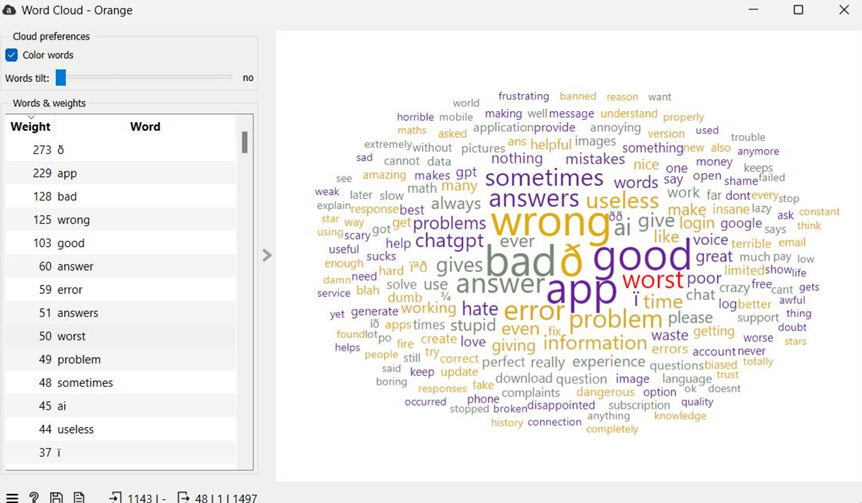 Word Cloud - Orange
Cloud preferences
Color words
Words tilt: no
Words & weights
Weight Word
273 ð
229 app
128 bad
125 wrong
103 good
60 answer
59 error
51 answers
50 worst
49 problem
48 sometimes
45 ai
44 useless
37 ï
1143 | - 48 | 1 | 1497
frustrating banned reason want
world
horrible mobile making well message understand properly
maths asked application provide annoying version used
extremely without pictures ans helpful images something new also trouble
sad cannot data nothing mistakes nice one money anymore
see amazing makes gpt sometimes words say open shame keeps failed
weak later slow math many answers useless work far dont every stop
explain response best always wrong ðð give make insane lazy ask constant
star way get problems ai login google says think
using scary got help chatgpt ever like voice terrible email
useful sucks bad ð good great much pay low
enough hard ïªð gives answer app worst poor limited show life
damn need solve use ï time chat crazy free cant gets
service blah dumb ¾ error log better awful
yet generate working hate problem please support thing
ið apps times stupid even fix waste getting doubt
found lot po fire create love giving information errors account never worse stars
helps people still try correct perfect really experience questions biased totally
said keep update download question image language trust
boring responses fake complaints dangerous option ok doesnt
occurred phone subscription quality
stopped broken disappointed anything knowledge
history connection completely